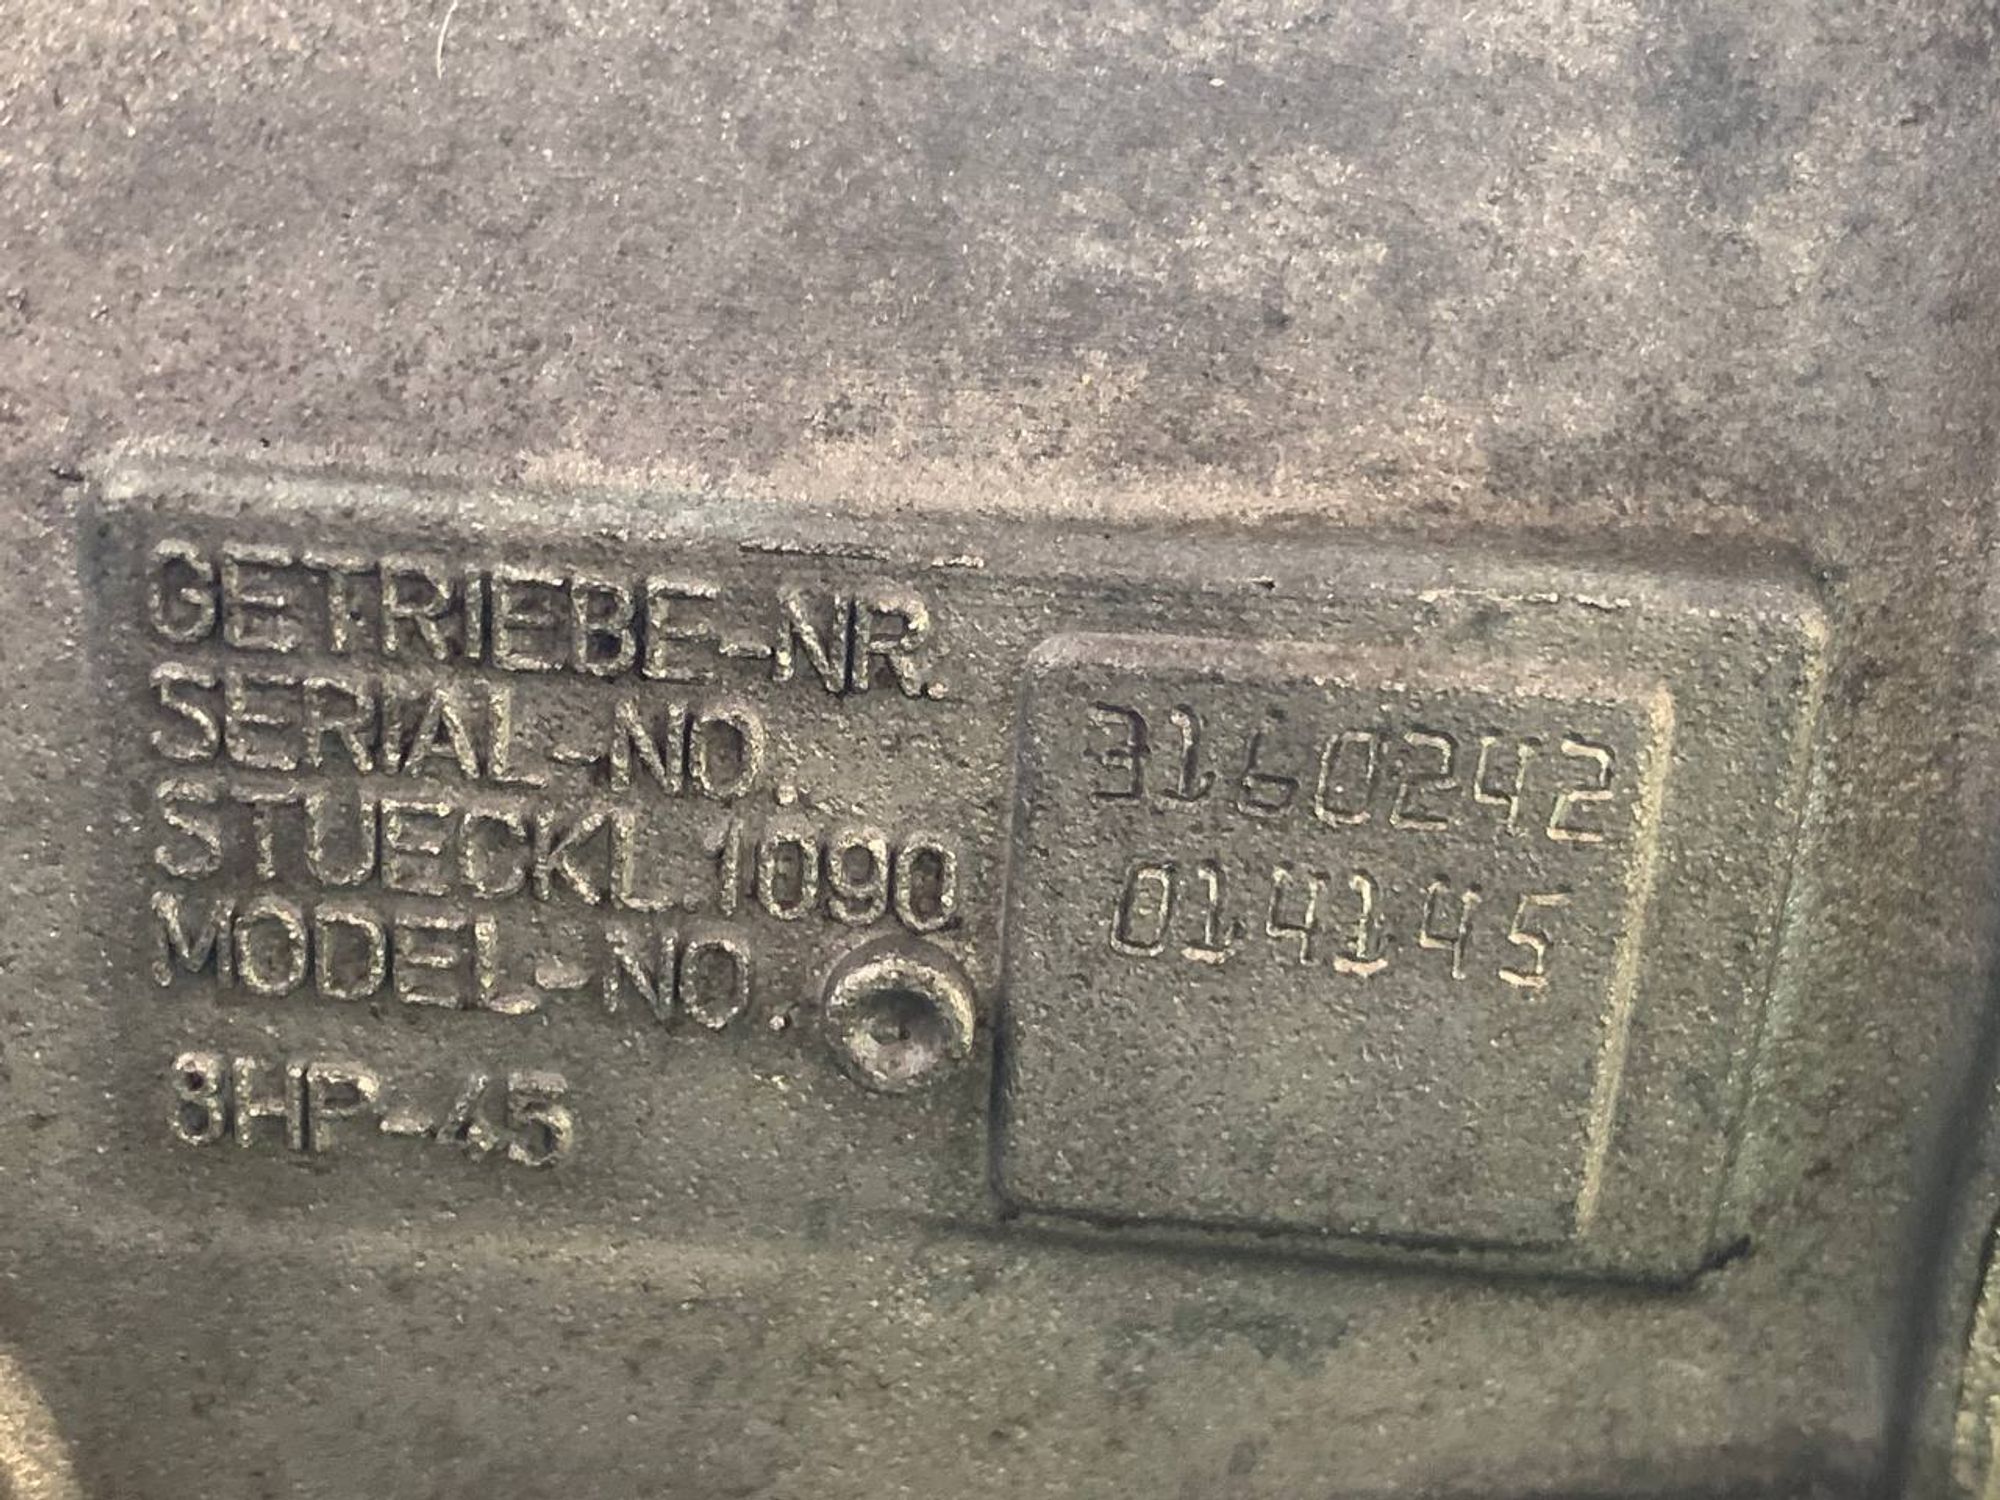 GETRIEBE-NR.
SERIAL-NO. 3160242
STUECKL.1090 014145
MODEL-NO.
8HP-45